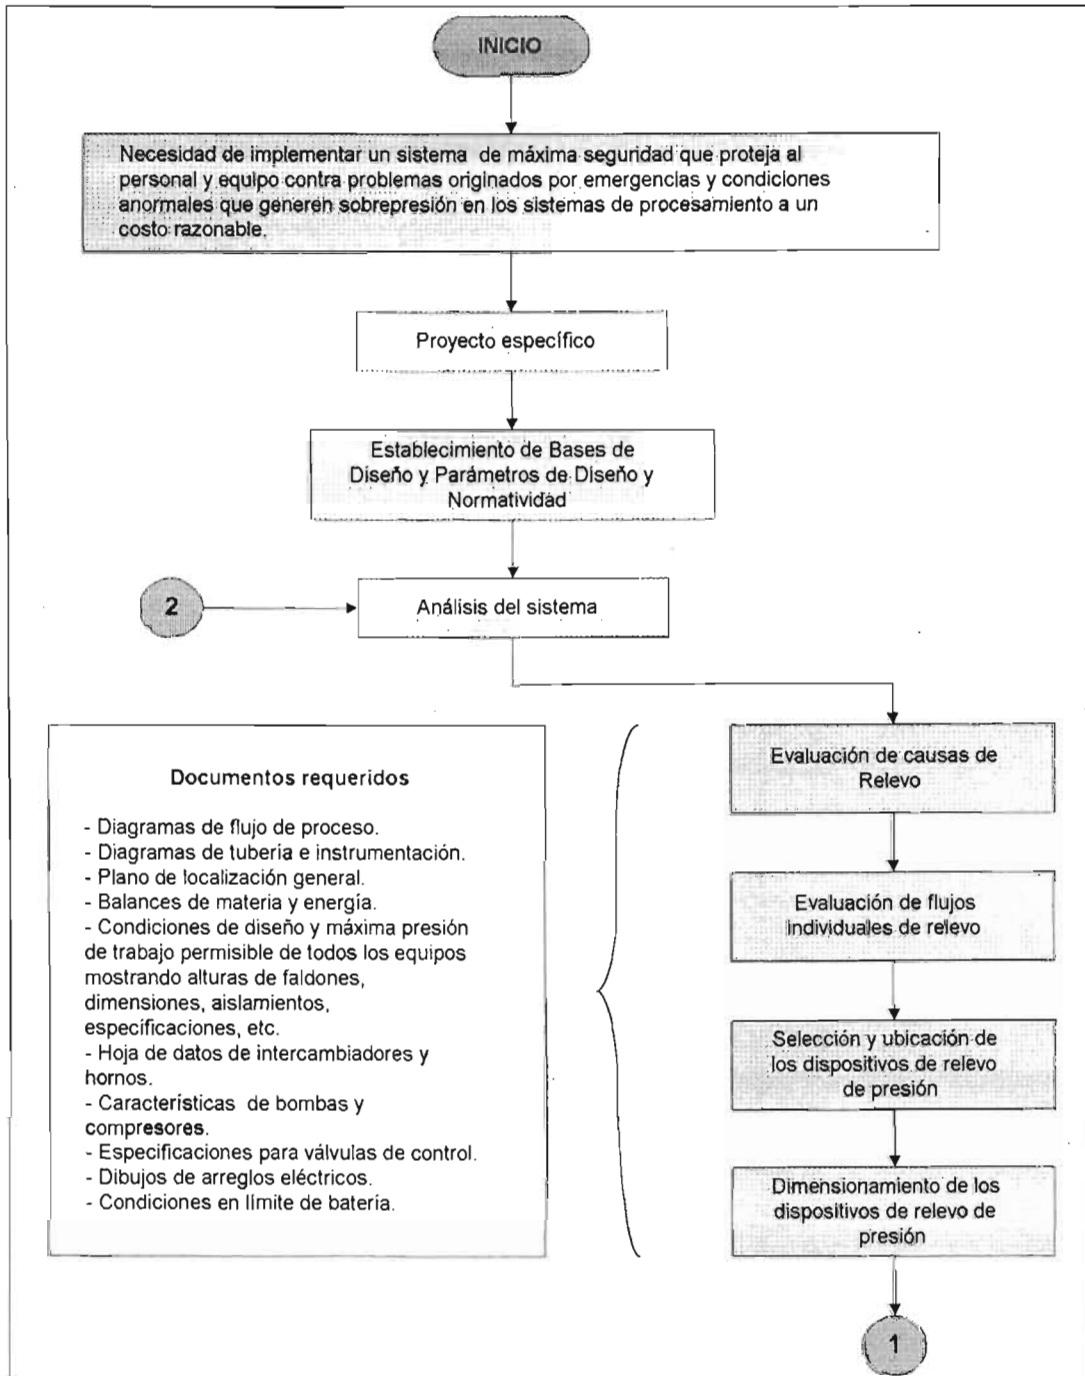 INICIO
Necesidad de implementar un sistema de máxima seguridad que proteja al
personal y equipo contra problemas originados por emergencias y condiciones
anormales que generen sobrepresión en los sistemas de procesamiento a un
costo razonable.
Proyecto específico
Establecimiento de Bases de
Diseño y Parámetros de Diseño y
Normatividad
2
Análisis del sistema
Documentos requeridos
- Diagramas de flujo de proceso.
- Diagramas de tubería e instrumentación.
- Plano de localización general.
- Balances de materia y energía.
- Condiciones de diseño y máxima presión
de trabajo permisible de todos los equipos
mostrando alturas de faldones,
dimensiones, aislamientos,
especificaciones, etc.
- Hoja de datos de intercambiadores y
hornos.
- Características de bombas y
compresores.
- Especificaciones para válvulas de control.
- Dibujos de arreglos eléctricos.
- Condiciones en límite de batería.
Evaluación de causas de
Relevo
Evaluación de flujos
individuales de relevo
Selección y ubicación de
los dispositivos de relevo
de presión
Dimensionamiento de los
dispositivos de relevo de
presión
1